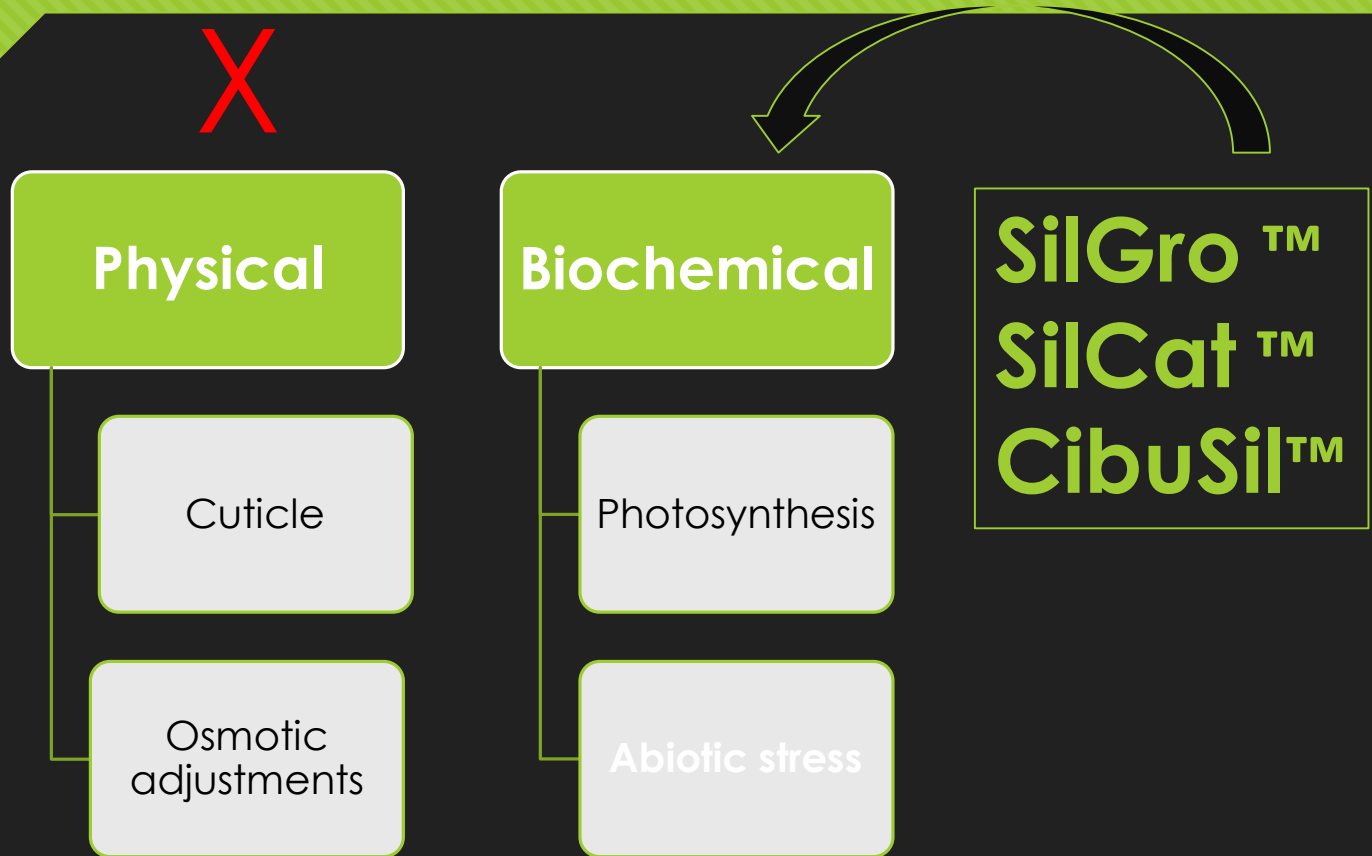 X
Physical
Cuticle
Osmotic
adjustments
Biochemical
Photosynthesis
Abiotic stress
SilGro ™
SilCat ™
CibuSil™